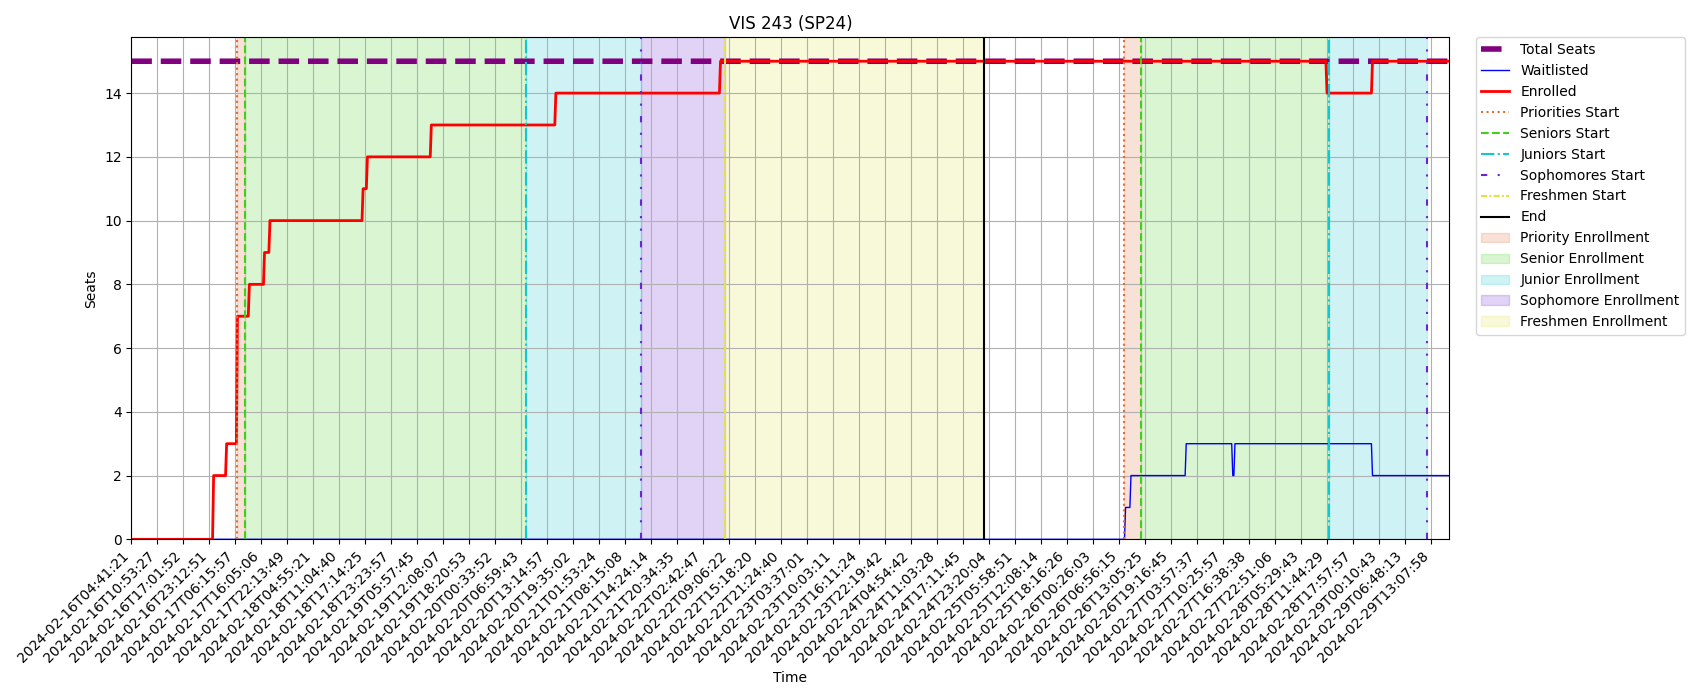 VIS 243 (SP24)
Seats
14
12
10
8
6
4
2
0
2024-02-16T04:41:21
2024-02-16T10:53:27
2024-02-16T17:01:52
2024-02-16T23:12:51
2024-02-17T06:15:57
2024-02-17T16:05:06
2024-02-17T22:13:49
2024-02-18T04:55:21
2024-02-18T11:04:40
2024-02-18T17:14:25
2024-02-18T23:23:57
2024-02-19T05:57:45
2024-02-19T12:08:07
2024-02-19T18:20:53
2024-02-20T00:33:52
2024-02-20T06:59:43
2024-02-20T13:14:57
2024-02-20T19:35:02
2024-02-21T01:53:24
2024-02-21T08:15:08
2024-02-21T14:24:14
2024-02-21T20:34:35
2024-02-22T02:42:47
2024-02-22T09:06:22
2024-02-22T15:18:20
2024-02-22T21:24:40
2024-02-23T03:37:01
2024-02-23T10:03:11
2024-02-23T16:11:24
2024-02-23T22:19:42
2024-02-24T04:54:42
2024-02-24T11:03:28
2024-02-24T17:11:45
2024-02-24T23:20:04
2024-02-25T05:58:51
2024-02-25T12:08:14
2024-02-25T18:16:26
2024-02-26T00:26:03
2024-02-26T06:56:15
2024-02-26T13:05:25
2024-02-26T19:16:45
2024-02-27T03:57:37
2024-02-27T10:25:57
2024-02-27T16:38:38
2024-02-27T22:51:06
2024-02-28T05:29:43
2024-02-28T11:44:29
2024-02-28T17:57:57
2024-02-29T00:10:43
2024-02-29T06:48:13
2024-02-29T13:07:58
Time
Total Seats
Waitlisted
Enrolled
Priorities Start
Seniors Start
Juniors Start
Sophomores Start
Freshmen Start
End
Priority Enrollment
Senior Enrollment
Junior Enrollment
Sophomore Enrollment
Freshmen Enrollment